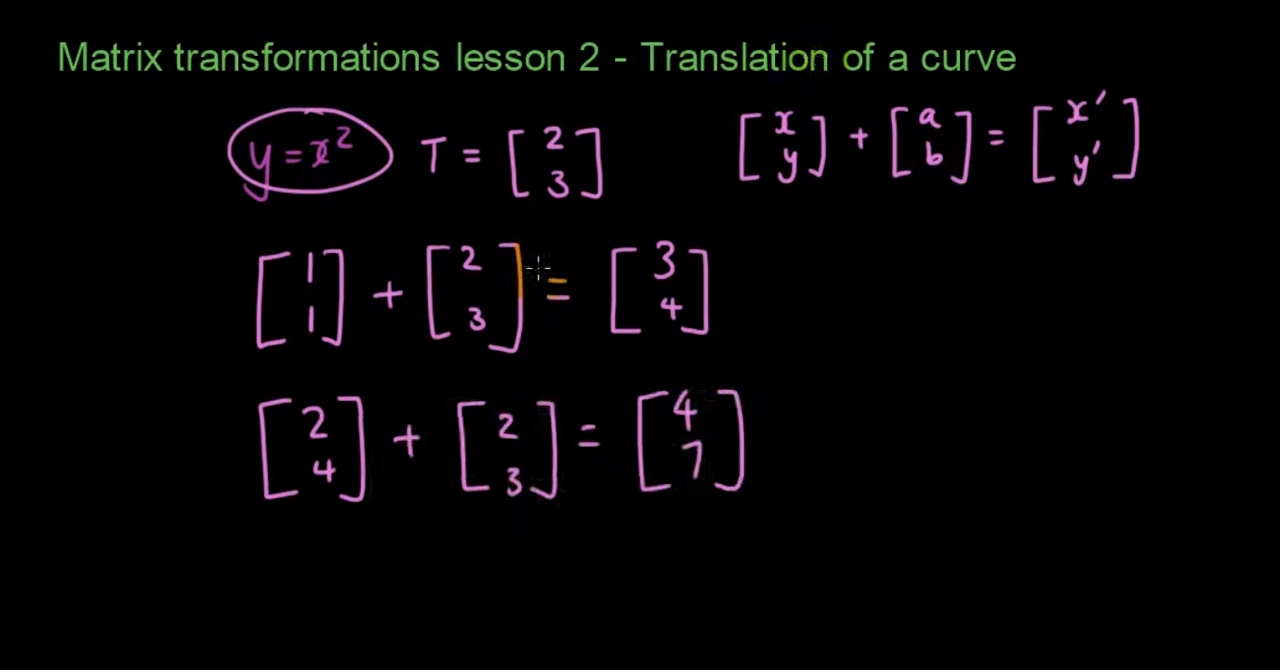 Matrix transformations lesson 2 - Translation of a curve
y = x² T = [2 3] [x y] + [a b] = [x′ y′]
[1 1] + [2 3] = [3 4]
[2 4] + [2 3] = [4 7]